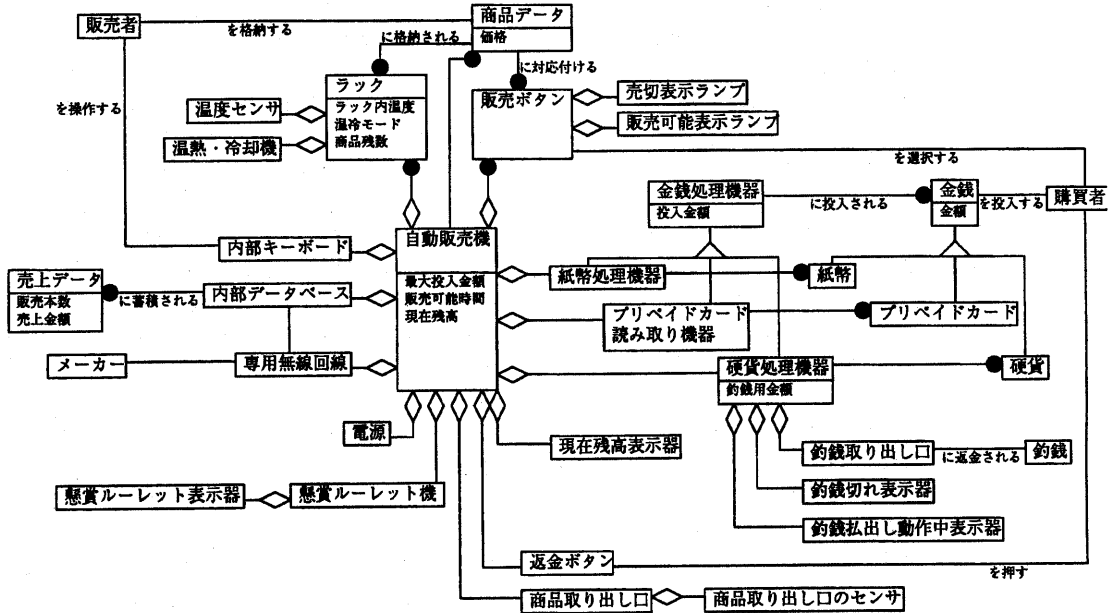 商品データ
価格
販売者
を格納する
に格納される
に対応付ける
ラック
ラック内温度
温冷モード
商品残数
温度センサ
温熱・冷却機
を操作する
販売ボタン
売切表示ランプ
販売可能表示ランプ
を選択する
金銭処理機器
投入金額
に投入される
金銭
金額
を投入する
購買者
自動販売機
最大投入金額
販売可能時間
現在残高
内部キーボード
売上データ
販売本数
売上金額
に蓄積される
内部データベース
紙幣処理機器
紙幣
プリペイドカード
読み取り機器
プリペイドカード
メーカー
専用無線回線
硬貨処理機器
釣銭用金額
硬貨
電源
現在残高表示器
釣銭取り出し口
に返金される
釣銭
懸賞ルーレット表示器
懸賞ルーレット機
釣銭切れ表示器
釣銭払出し動作中表示器
返金ボタン
を押す
商品取り出し口
商品取り出し口のセンサ